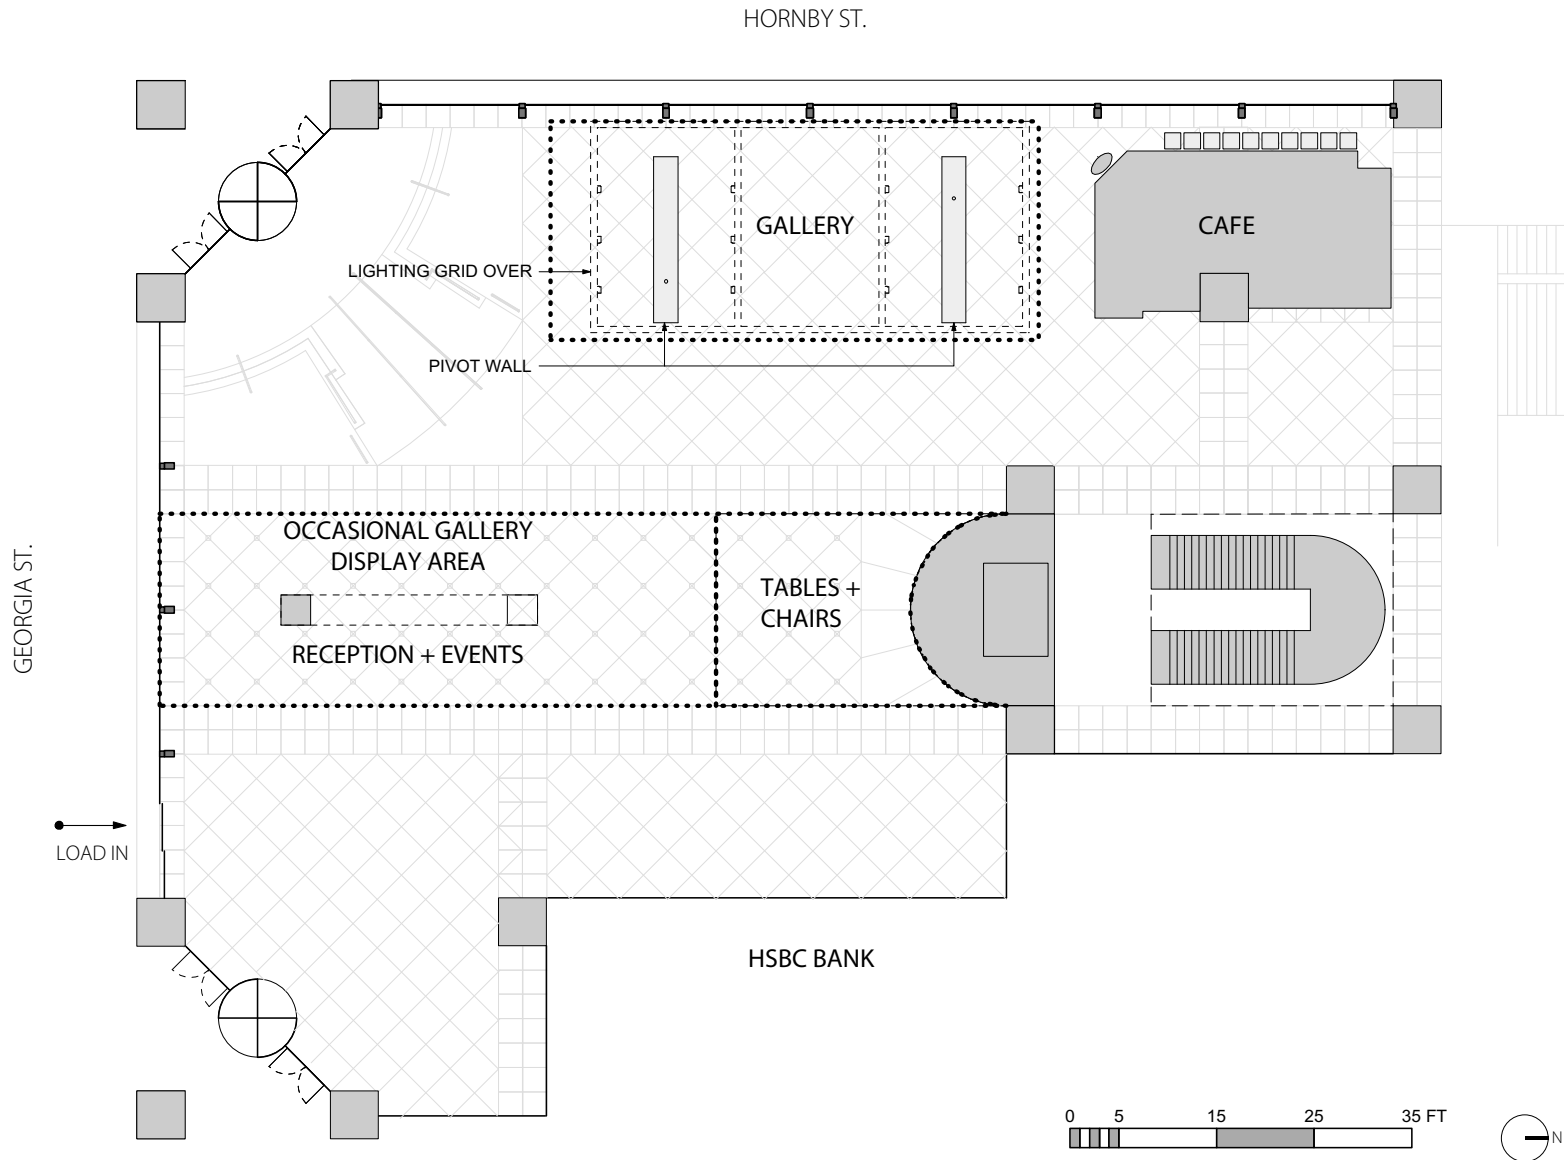 HORNBY ST.
GALLERY
CAFE
LIGHTING GRID OVER
PIVOT WALL
OCCASIONAL GALLERY
DISPLAY AREA
TABLES +
CHAIRS
RECEPTION + EVENTS
GEORGIA ST.
LOAD IN
HSBC BANK
0 5 15 25 35 FT
N